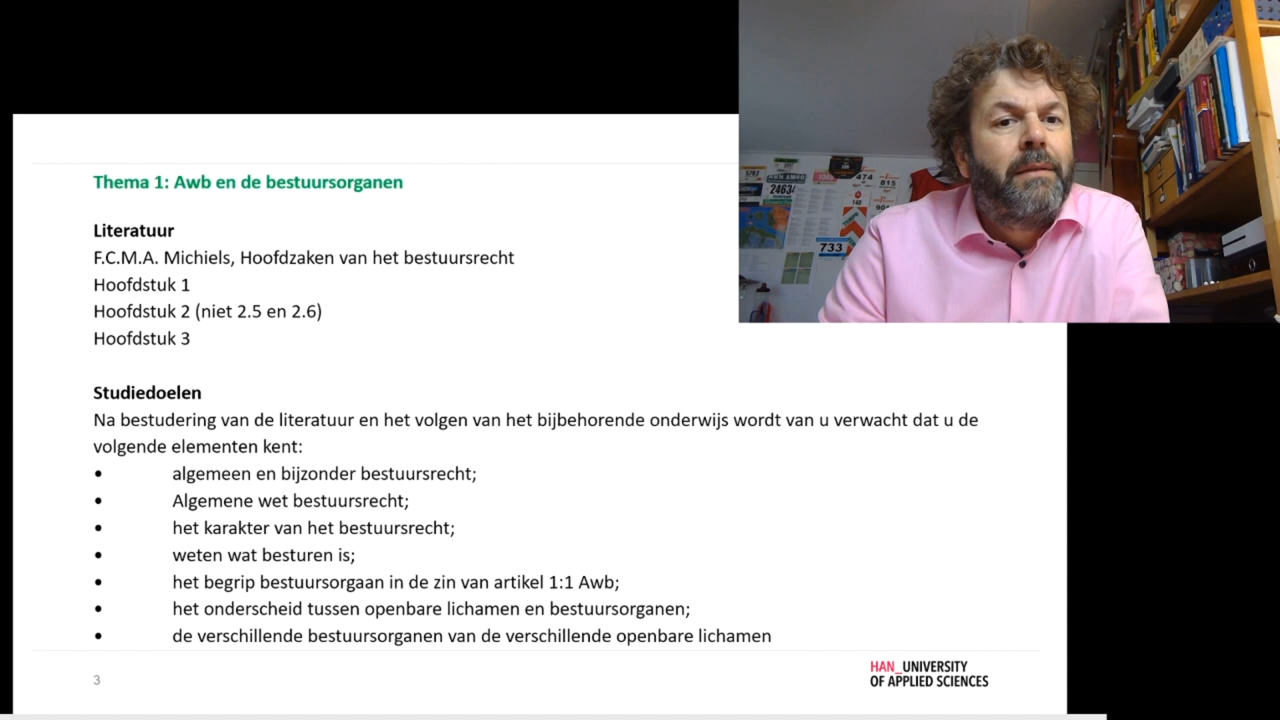 Thema 1: Awb en de bestuursorganen
Literatuur
F.C.M.A. Michiels, Hoofdzaken van het bestuursrecht
Hoofdstuk 1
Hoofdstuk 2 (niet 2.5 en 2.6)
Hoofdstuk 3
Studiedoelen
Na bestudering van de literatuur en het volgen van het bijbehorende onderwijs wordt van u verwacht dat u de
volgende elementen kent:
• algemeen en bijzonder bestuursrecht;
• Algemene wet bestuursrecht;
• het karakter van het bestuursrecht;
• weten wat besturen is;
• het begrip bestuursorgaan in de zin van artikel 1:1 Awb;
• het onderscheid tussen openbare lichamen en bestuursorganen;
• de verschillende bestuursorganen van de verschillende openbare lichamen
3
HAN_UNIVERSITY
OF APPLIED SCIENCES
474
815
733